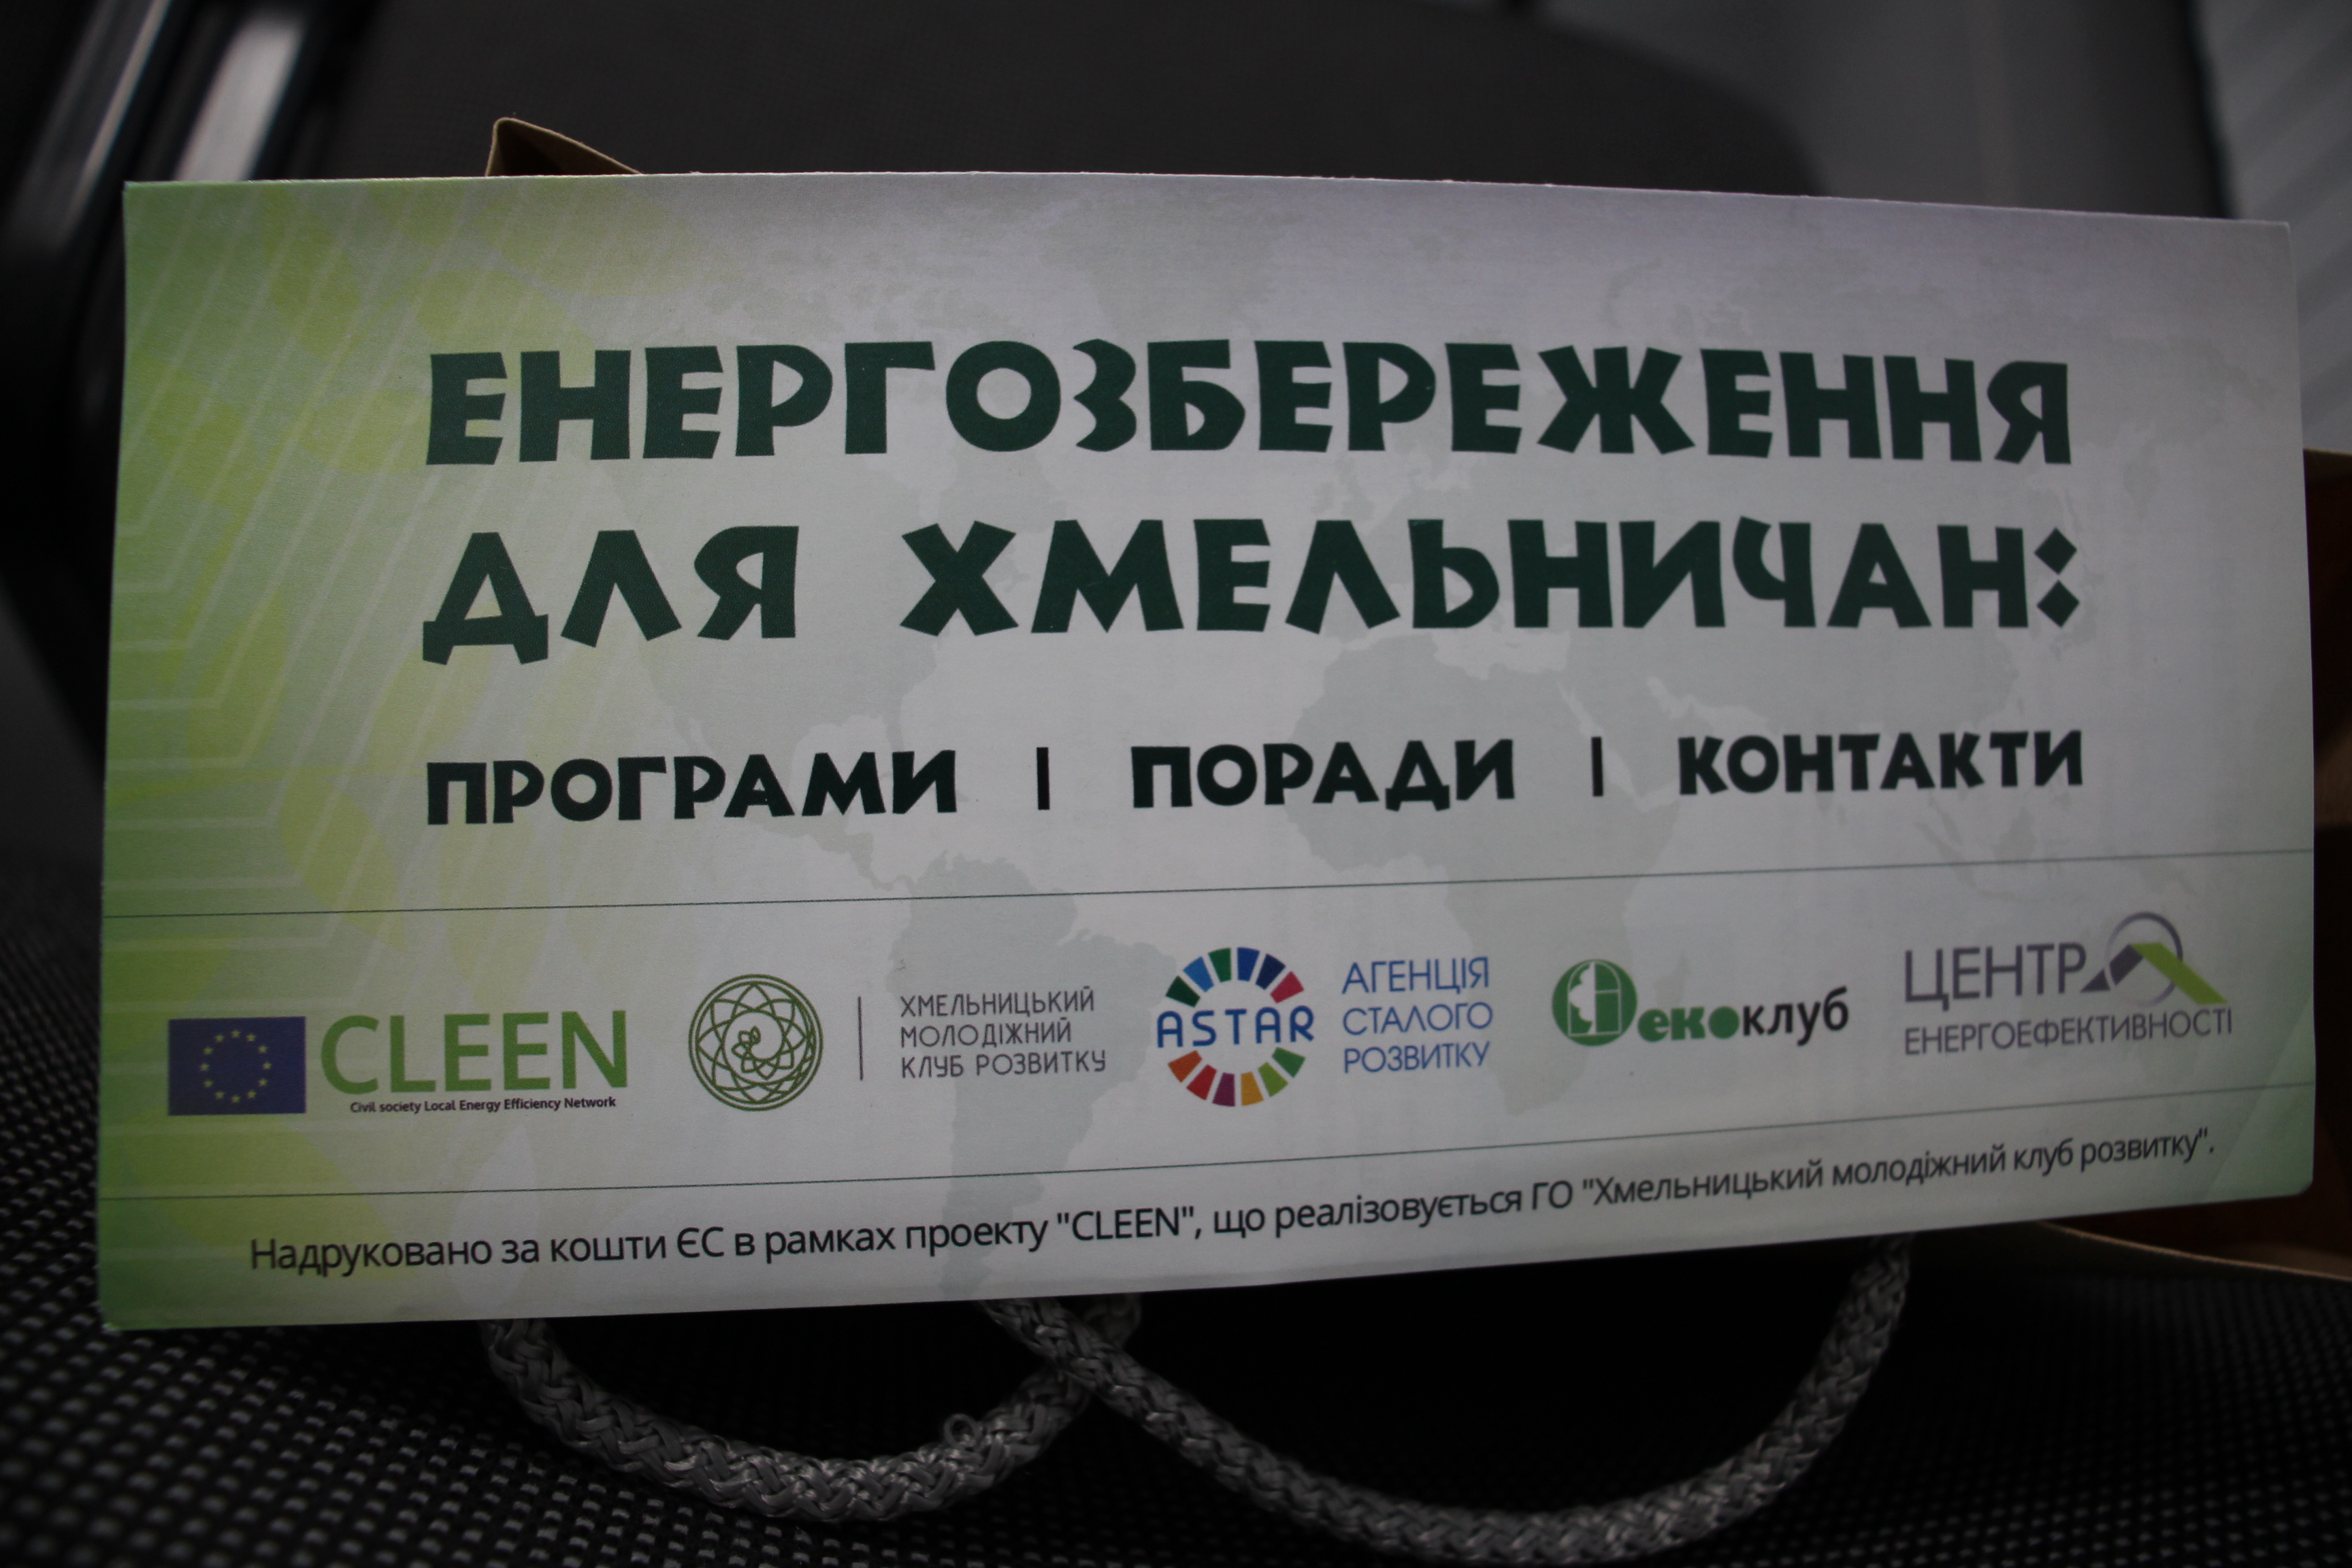 ЕНЕРГОЗБЕРЕЖЕННЯ
ДЛЯ ХМЕЛЬНИЧАН:
ПРОГРАМИ | ПОРАДИ | КОНТАКТИ
CLEEN
Civil society Local Energy Efficiency Network
ХМЕЛЬНИЦЬКИЙ
МОЛОДІЖНИЙ
КЛУБ РОЗВИТКУ
ASTAR
АГЕНЦІЯ
СТАЛОГО
РОЗВИТКУ
екоклуб
ЦЕНТР
ЕНЕРГОЕФЕКТИВНОСТІ
Надруковано за кошти ЄС в рамках проекту "CLEEN", що реалізовується ГО "Хмельницький молодіжний клуб розвитку".